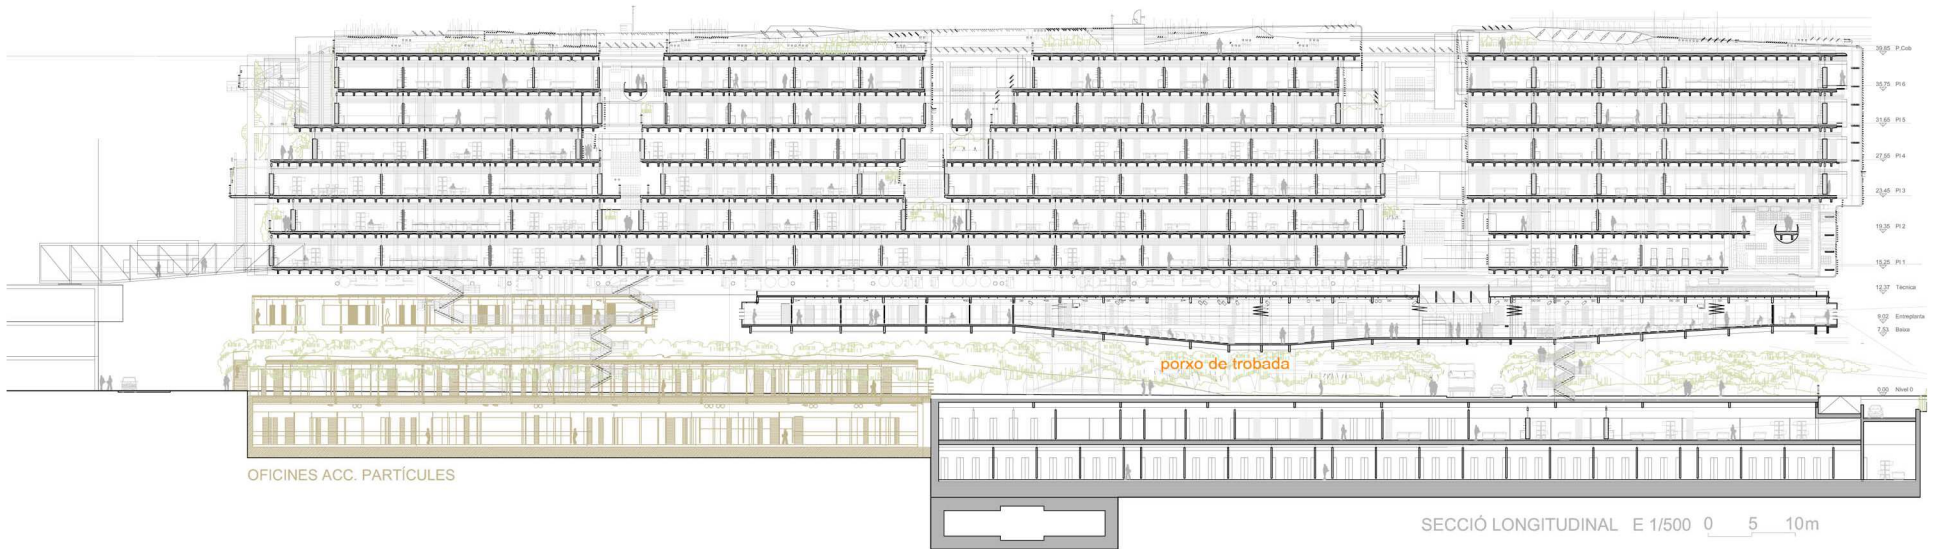 39,85 P.Cob
35,75 Pl 6
31,65 Pl 5
27,55 Pl 4
23,45 Pl 3
19,35 Pl 2
15,25 Pl 1
12,37 Tècnica
9,02 Entreplanta
7,53 Baixa
porxo de trobada
0,00 Nivell 0
OFICINES ACC. PARTÍCULES
SECCIÓ LONGITUDINAL E 1/500 0 5 10m